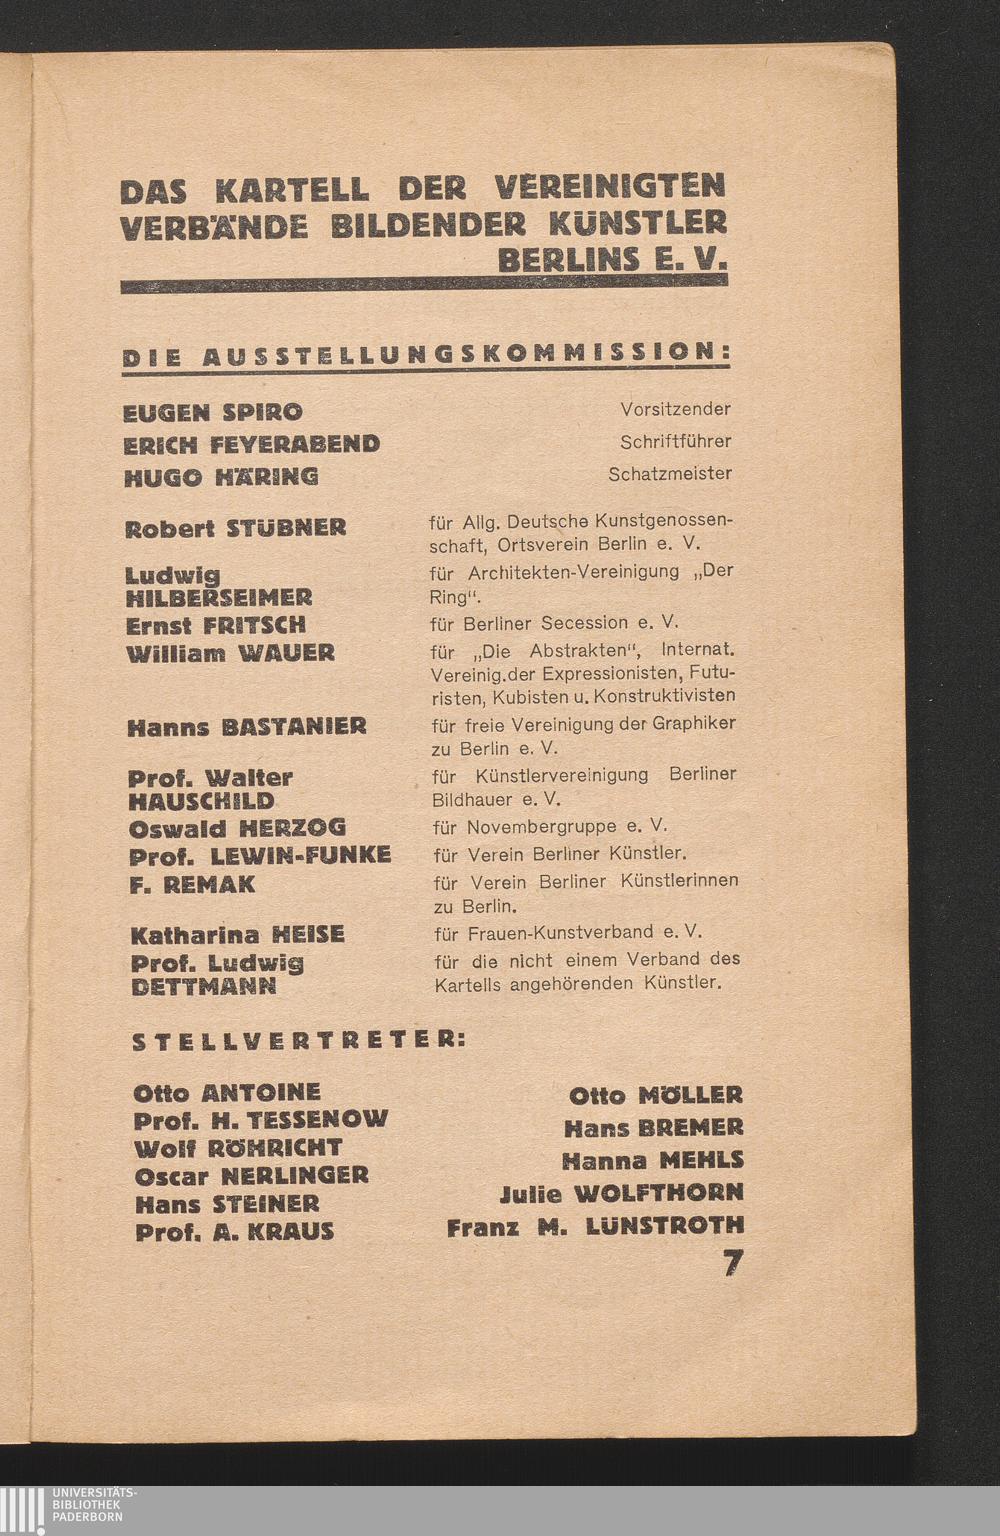 DAS KARTELL DER VEREINIGTEN
VERBÄNDE BILDENDER KÜNSTLER
BERLINS E. V.
DIE AUSSTELLUNGSKOMMISSION:
EUGEN SPIRO Vorsitzender
ERICH FEYERABEND Schriftführer
HUGO HÄRING Schatzmeister
Robert STÜBNER für Allg. Deutsche Kunstgenossen-
schaft, Ortsverein Berlin e. V.
Ludwig für Architekten-Vereinigung „Der
HILBERSEIMER Ring“.
Ernst FRITSCH für Berliner Secession e. V.
William WAUER für „Die Abstrakten“, Internat.
Vereinig.der Expressionisten, Futu-
risten, Kubisten u. Konstruktivisten
Hanns BASTANIER für freie Vereinigung der Graphiker
zu Berlin e. V.
Prof. Walter für Künstlervereinigung Berliner
HAUSCHILD Bildhauer e. V.
Oswald HERZOG für Novembergruppe e. V.
Prof. LEWIN-FUNKE für Verein Berliner Künstler.
F. REMAK für Verein Berliner Künstlerinnen
zu Berlin.
Katharina HEISE für Frauen-Kunstverband e. V.
Prof. Ludwig für die nicht einem Verband des
DETTMANN Kartells angehörenden Künstler.
STELLVERTRETER:
Otto ANTOINE
Prof. H. TESSENOW
Wolf RÖHRICHT
Oscar NERLINGER
Hans STEINER
Prof. A. KRAUS
Otto MÖLLER
Hans BREMER
Hanna MEHLS
Julie WOLFTHORN
Franz M. LÜNSTROTH
7
UNIVERSITÄTS-
BIBLIOTHEK
PADERBORN